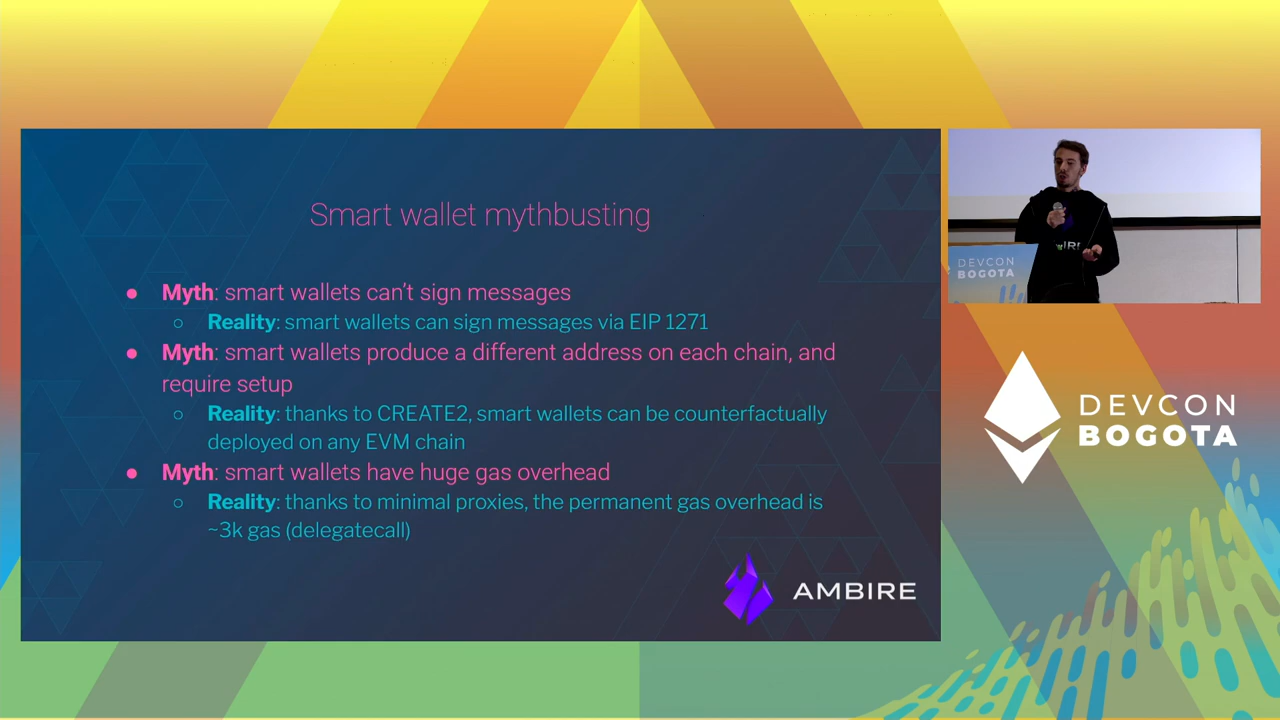 Smart wallet mythbusting
● Myth: smart wallets can't sign messages
○ Reality: smart wallets can sign messages via EIP 1271
● Myth: smart wallets produce a different address on each chain, and
require setup
○ Reality: thanks to CREATE2, smart wallets can be counterfactually
deployed on any EVM chain
● Myth: smart wallets have huge gas overhead
○ Reality: thanks to minimal proxies, the permanent gas overhead is
~3k gas (delegatecall)
AMBIRE
DEVCON
BOGOTA
DEVCON
BOGOTA